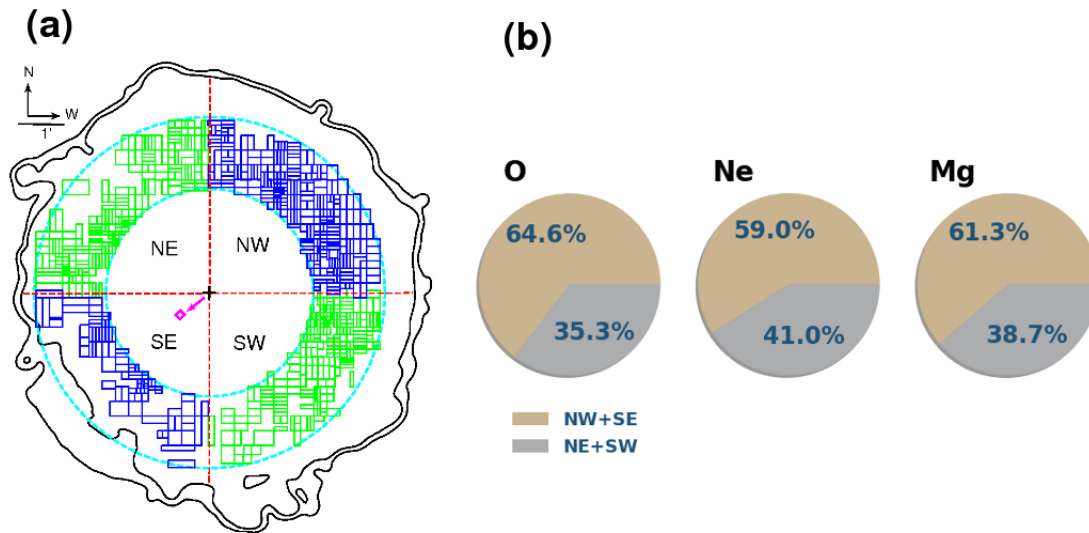 (a)
(b)
N
W
1'
NE
NW
SE
SW
O
Ne
Mg
64.6%
59.0%
61.3%
35.3%
41.0%
38.7%
NW+SE
NE+SW